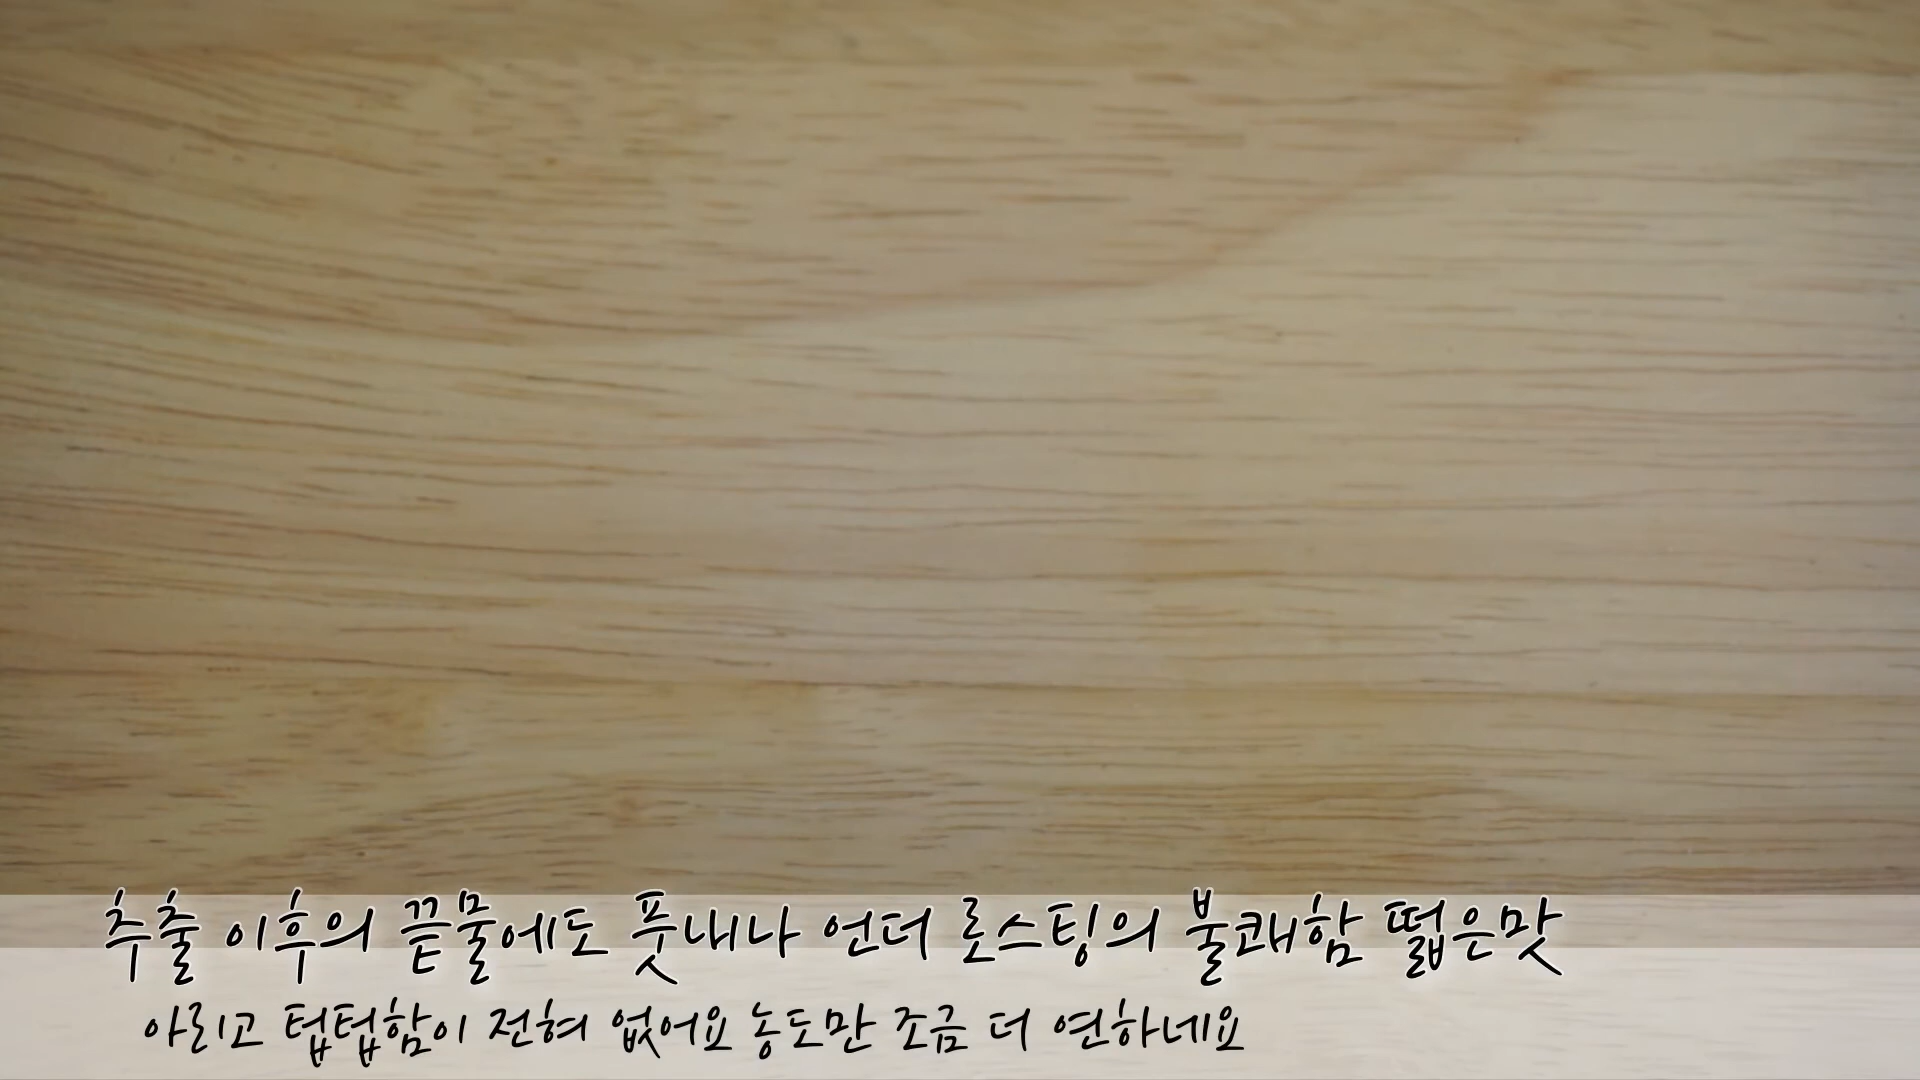 추출 이후의 끝물에도 풋내나 언더 로스팅의 불쾌함 떫은맛
아리고 텁텁함이 전혀 없어요 농도만 조금 더 연하네요